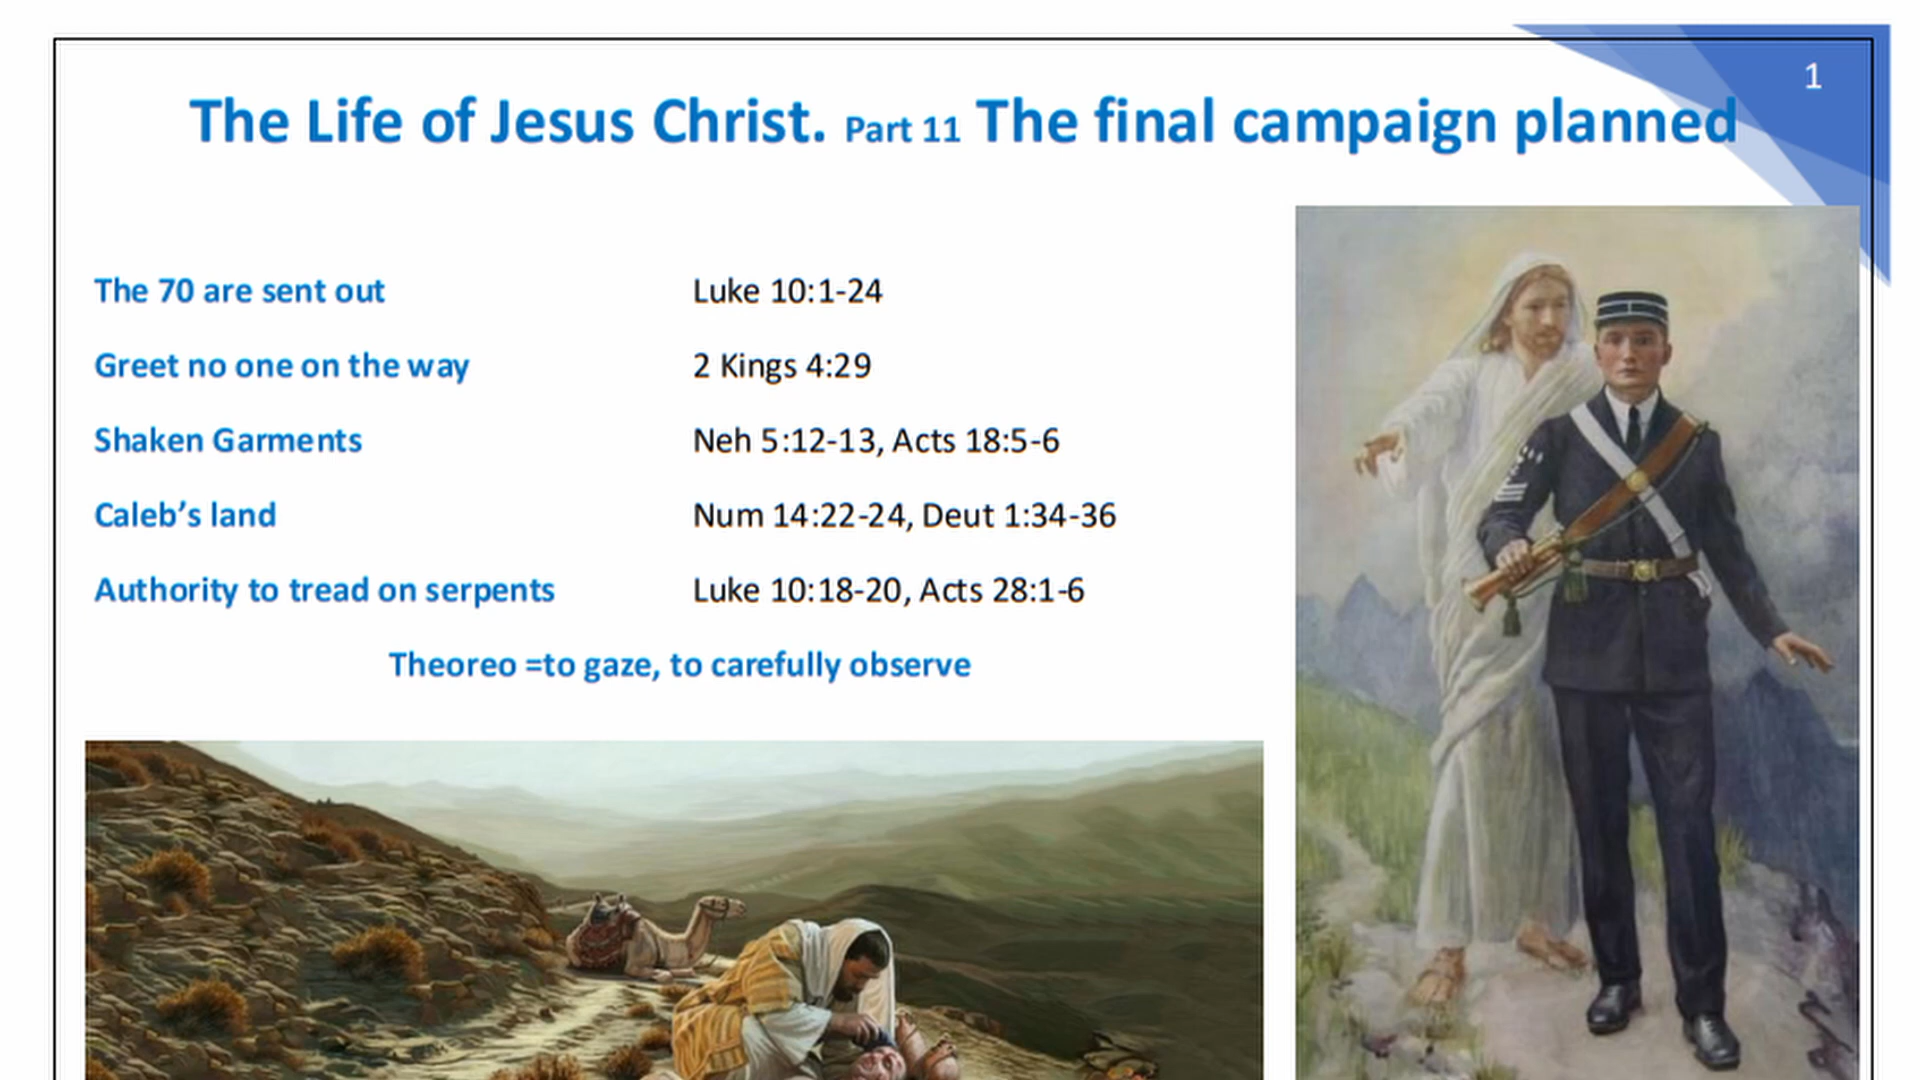 1
The Life of Jesus Christ. Part 11 The final campaign planned
The 70 are sent out Luke 10:1-24
Greet no one on the way 2 Kings 4:29
Shaken Garments Neh 5:12-13, Acts 18:5-6
Caleb’s land Num 14:22-24, Deut 1:34-36
Authority to tread on serpents Luke 10:18-20, Acts 28:1-6
Theoreo =to gaze, to carefully observe